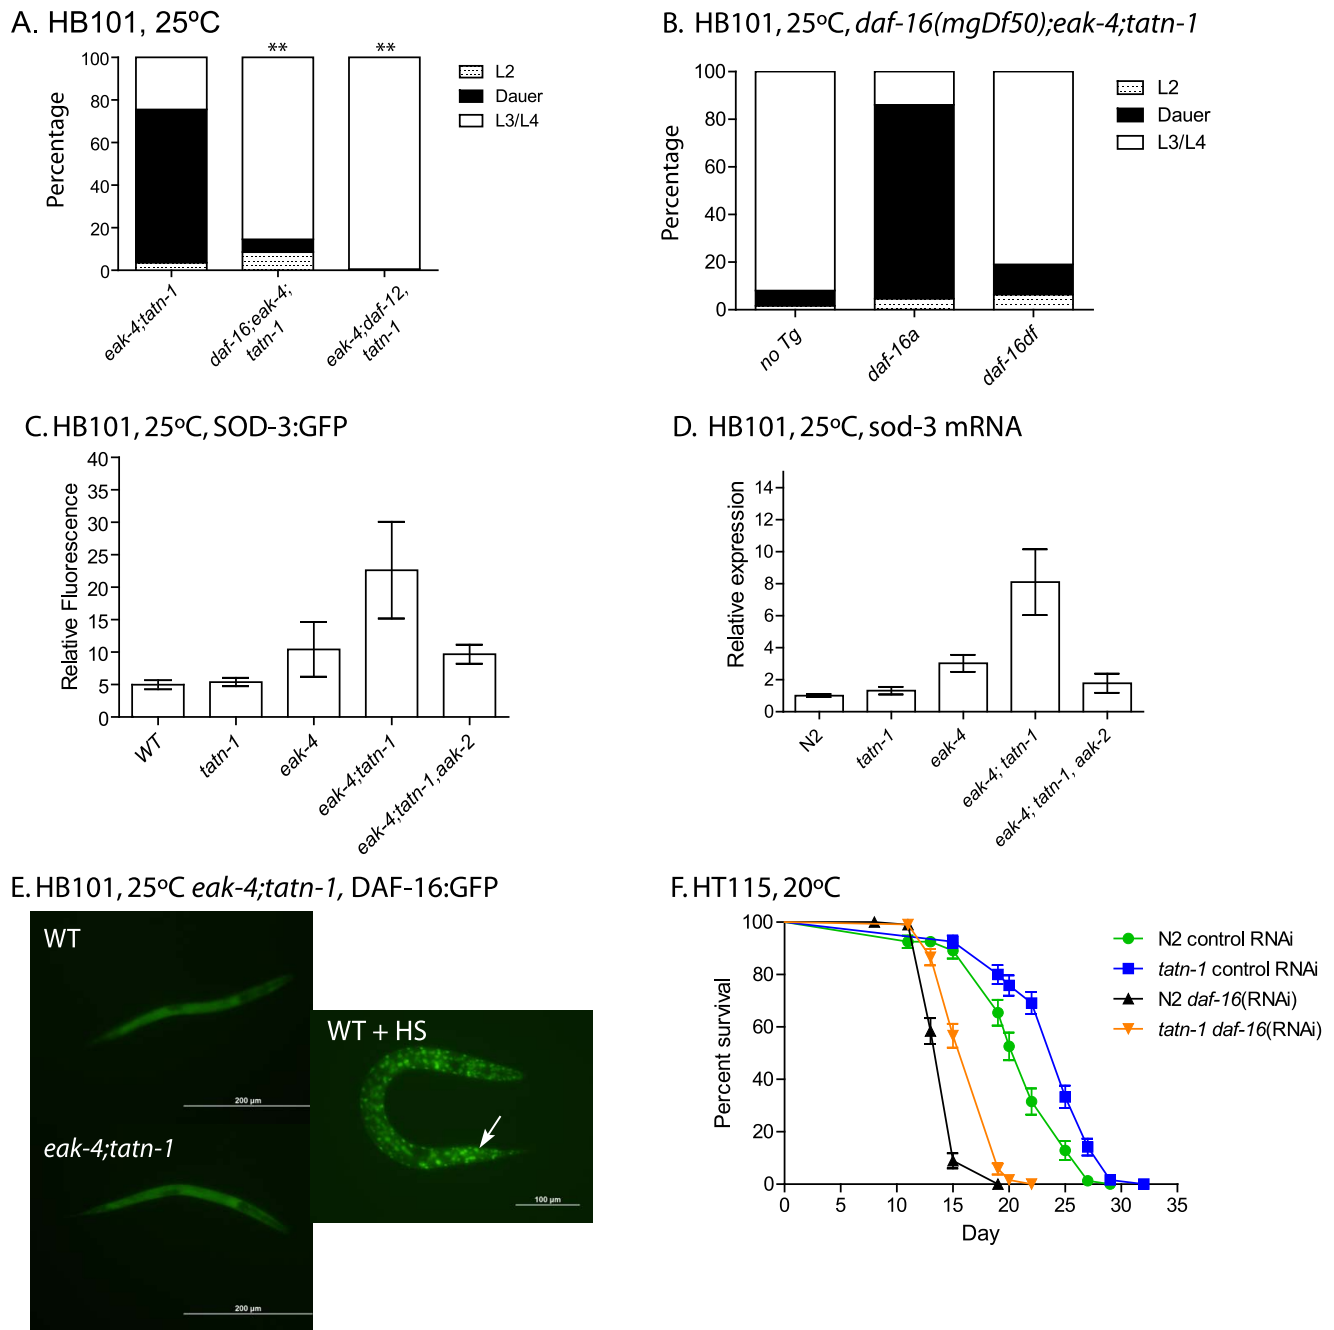 A. HB101, 25ºC
100
80
60
40
20
0
Percentage
**
**
L2
Dauer
L3/L4
eak-4;tatn-1
daf-16;eak-4;
tatn-1
eak-4;daf-12,
tatn-1
B. HB101, 25ºC, daf-16(mgDf50);eak-4;tatn-1
100
80
60
40
20
0
Percentage
L2
Dauer
L3/L4
no Tg
daf-16a
daf-16df
C. HB101, 25ºC, SOD-3:GFP
40
35
30
25
20
15
10
5
0
Relative Fluorescence
WT
tatn-1
eak-4
eak-4;tatn-1
eak-4;tatn-1,aak-2
D. HB101, 25ºC, sod-3 mRNA
14
12
10
8
6
4
2
0
Relative expression
N2
tatn-1
eak-4
eak-4; tatn-1
eak-4; tatn-1, aak-2
E. HB101, 25ºC eak-4;tatn-1, DAF-16:GFP
WT
200 µm
WT + HS
100 µm
eak-4;tatn-1
200 µm
F. HT115, 20ºC
100
80
60
40
20
0
Percent survival
0 5 10 15 20 25 30 35
Day
N2 control RNAi
tatn-1 control RNAi
N2 daf-16(RNAi)
tatn-1 daf-16(RNAi)